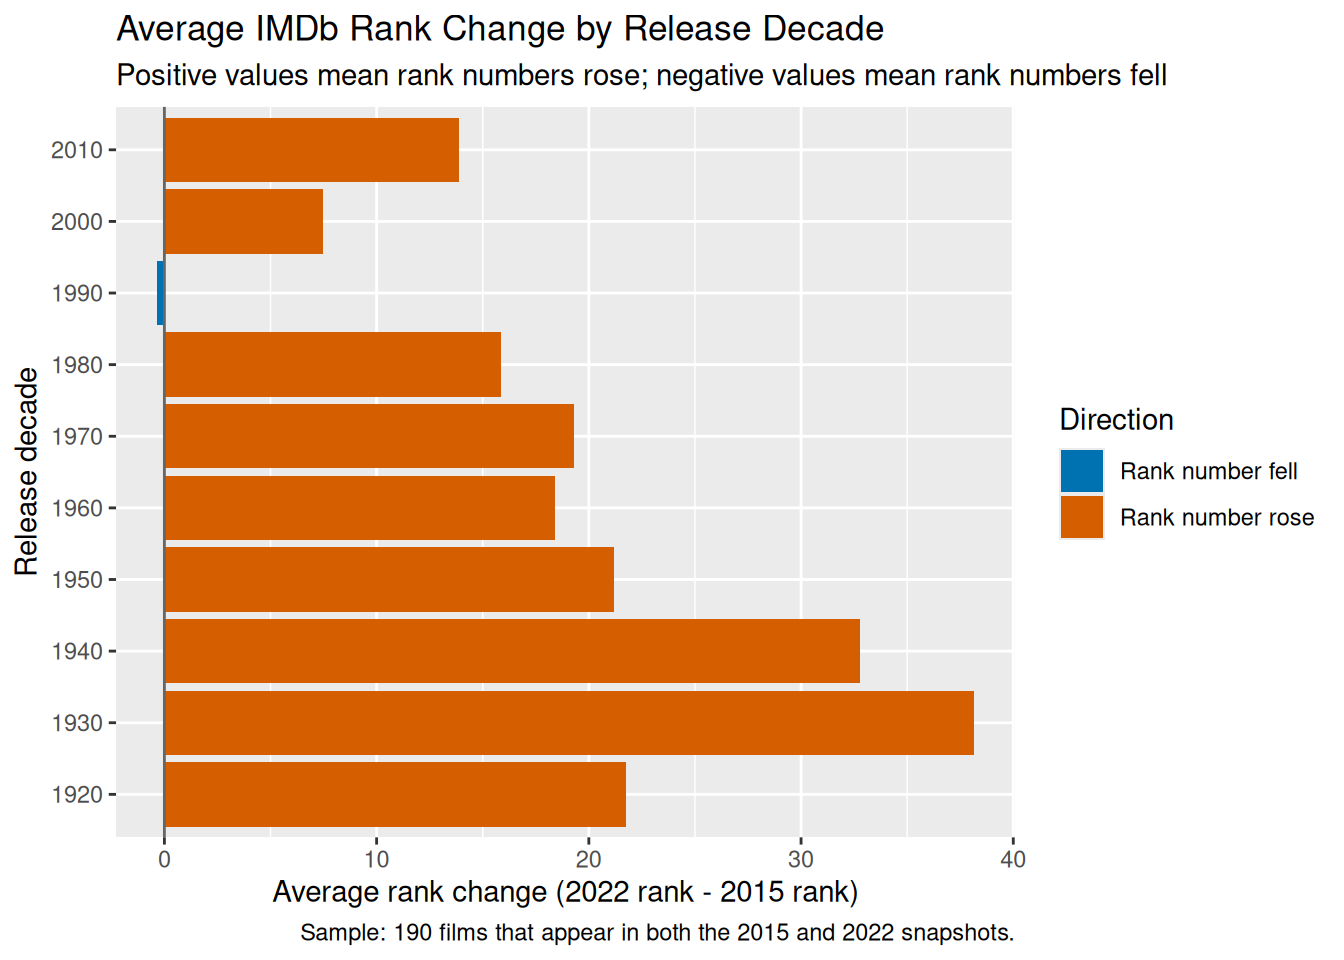 Average IMDb Rank Change by Release Decade
Positive values mean rank numbers rose; negative values mean rank numbers fell
Release decade
2010
2000
1990
1980
1970
1960
1950
1940
1930
1920
0 10 20 30 40
Average rank change (2022 rank - 2015 rank)
Sample: 190 films that appear in both the 2015 and 2022 snapshots.
Direction
Rank number fell
Rank number rose